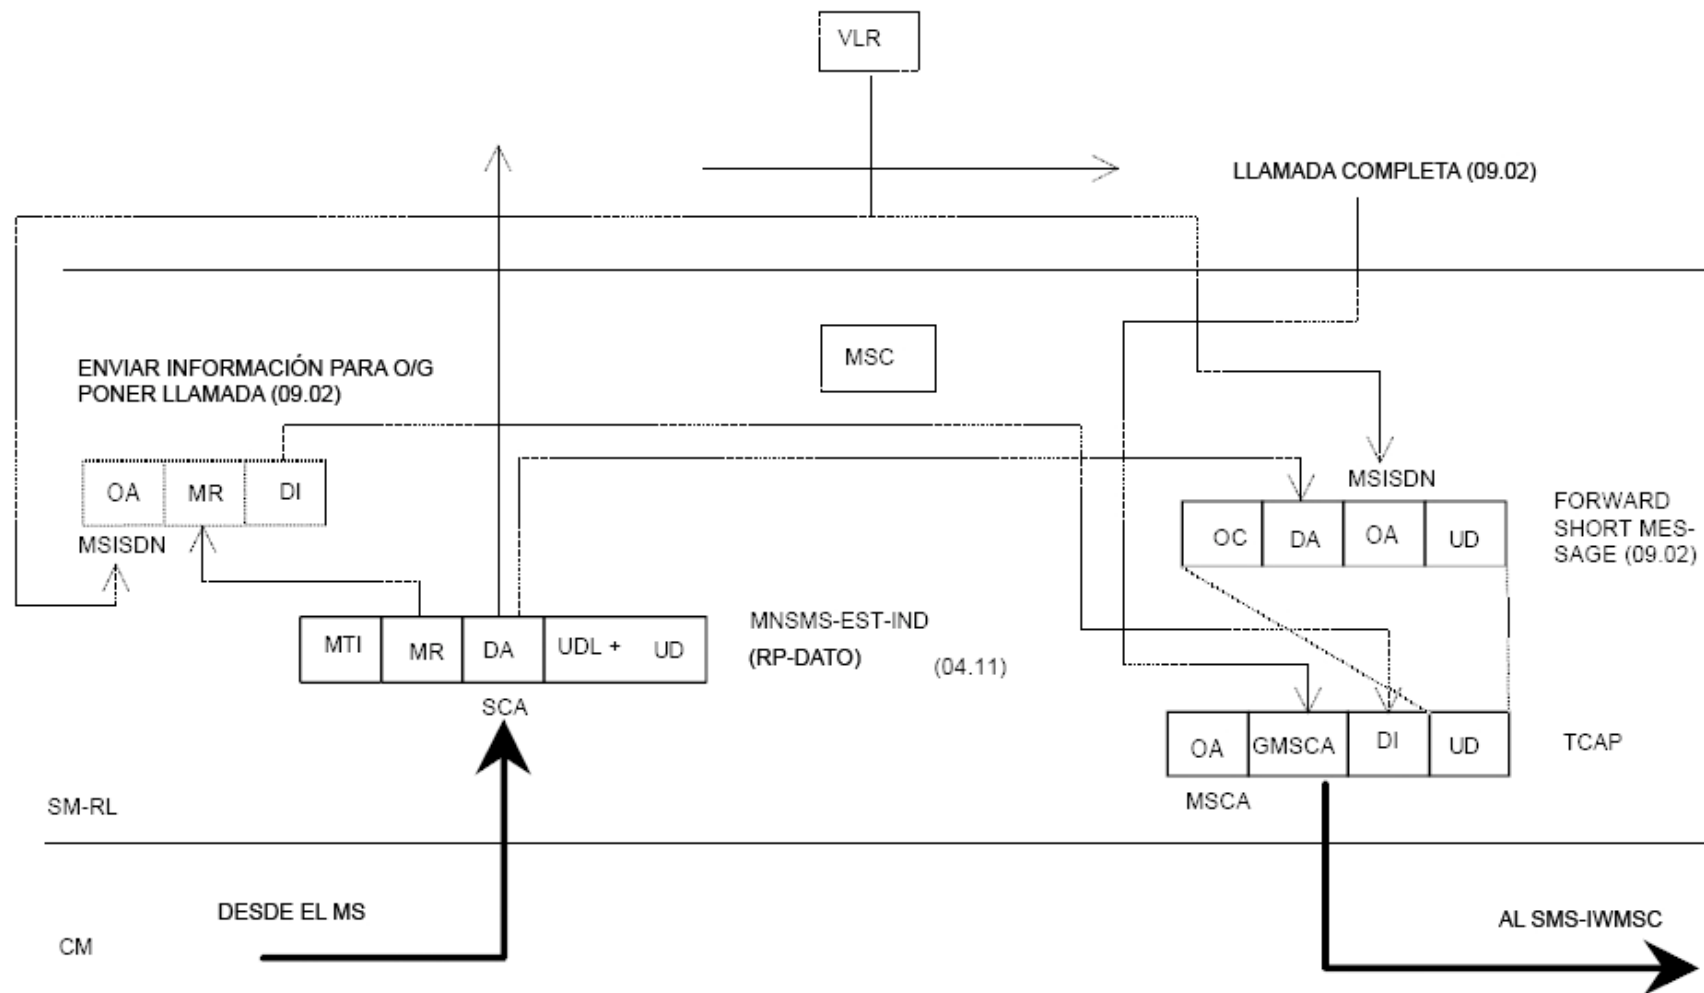 VLR
LLAMADA COMPLETA (09.02)
MSC
ENVIAR INFORMACIÓN PARA O/G
PONER LLAMADA (09.02)
OA MR DI
MSISDN
MSISDN
OC DA OA UD
FORWARD
SHORT MES-
SAGE (09.02)
MTI MR DA UDL + UD
SCA
MNSMS-EST-IND
(RP-DATO) (04.11)
OA GMSCA DI UD
MSCA
TCAP
SM-RL
DESDE EL MS
CM
AL SMS-IWMSC